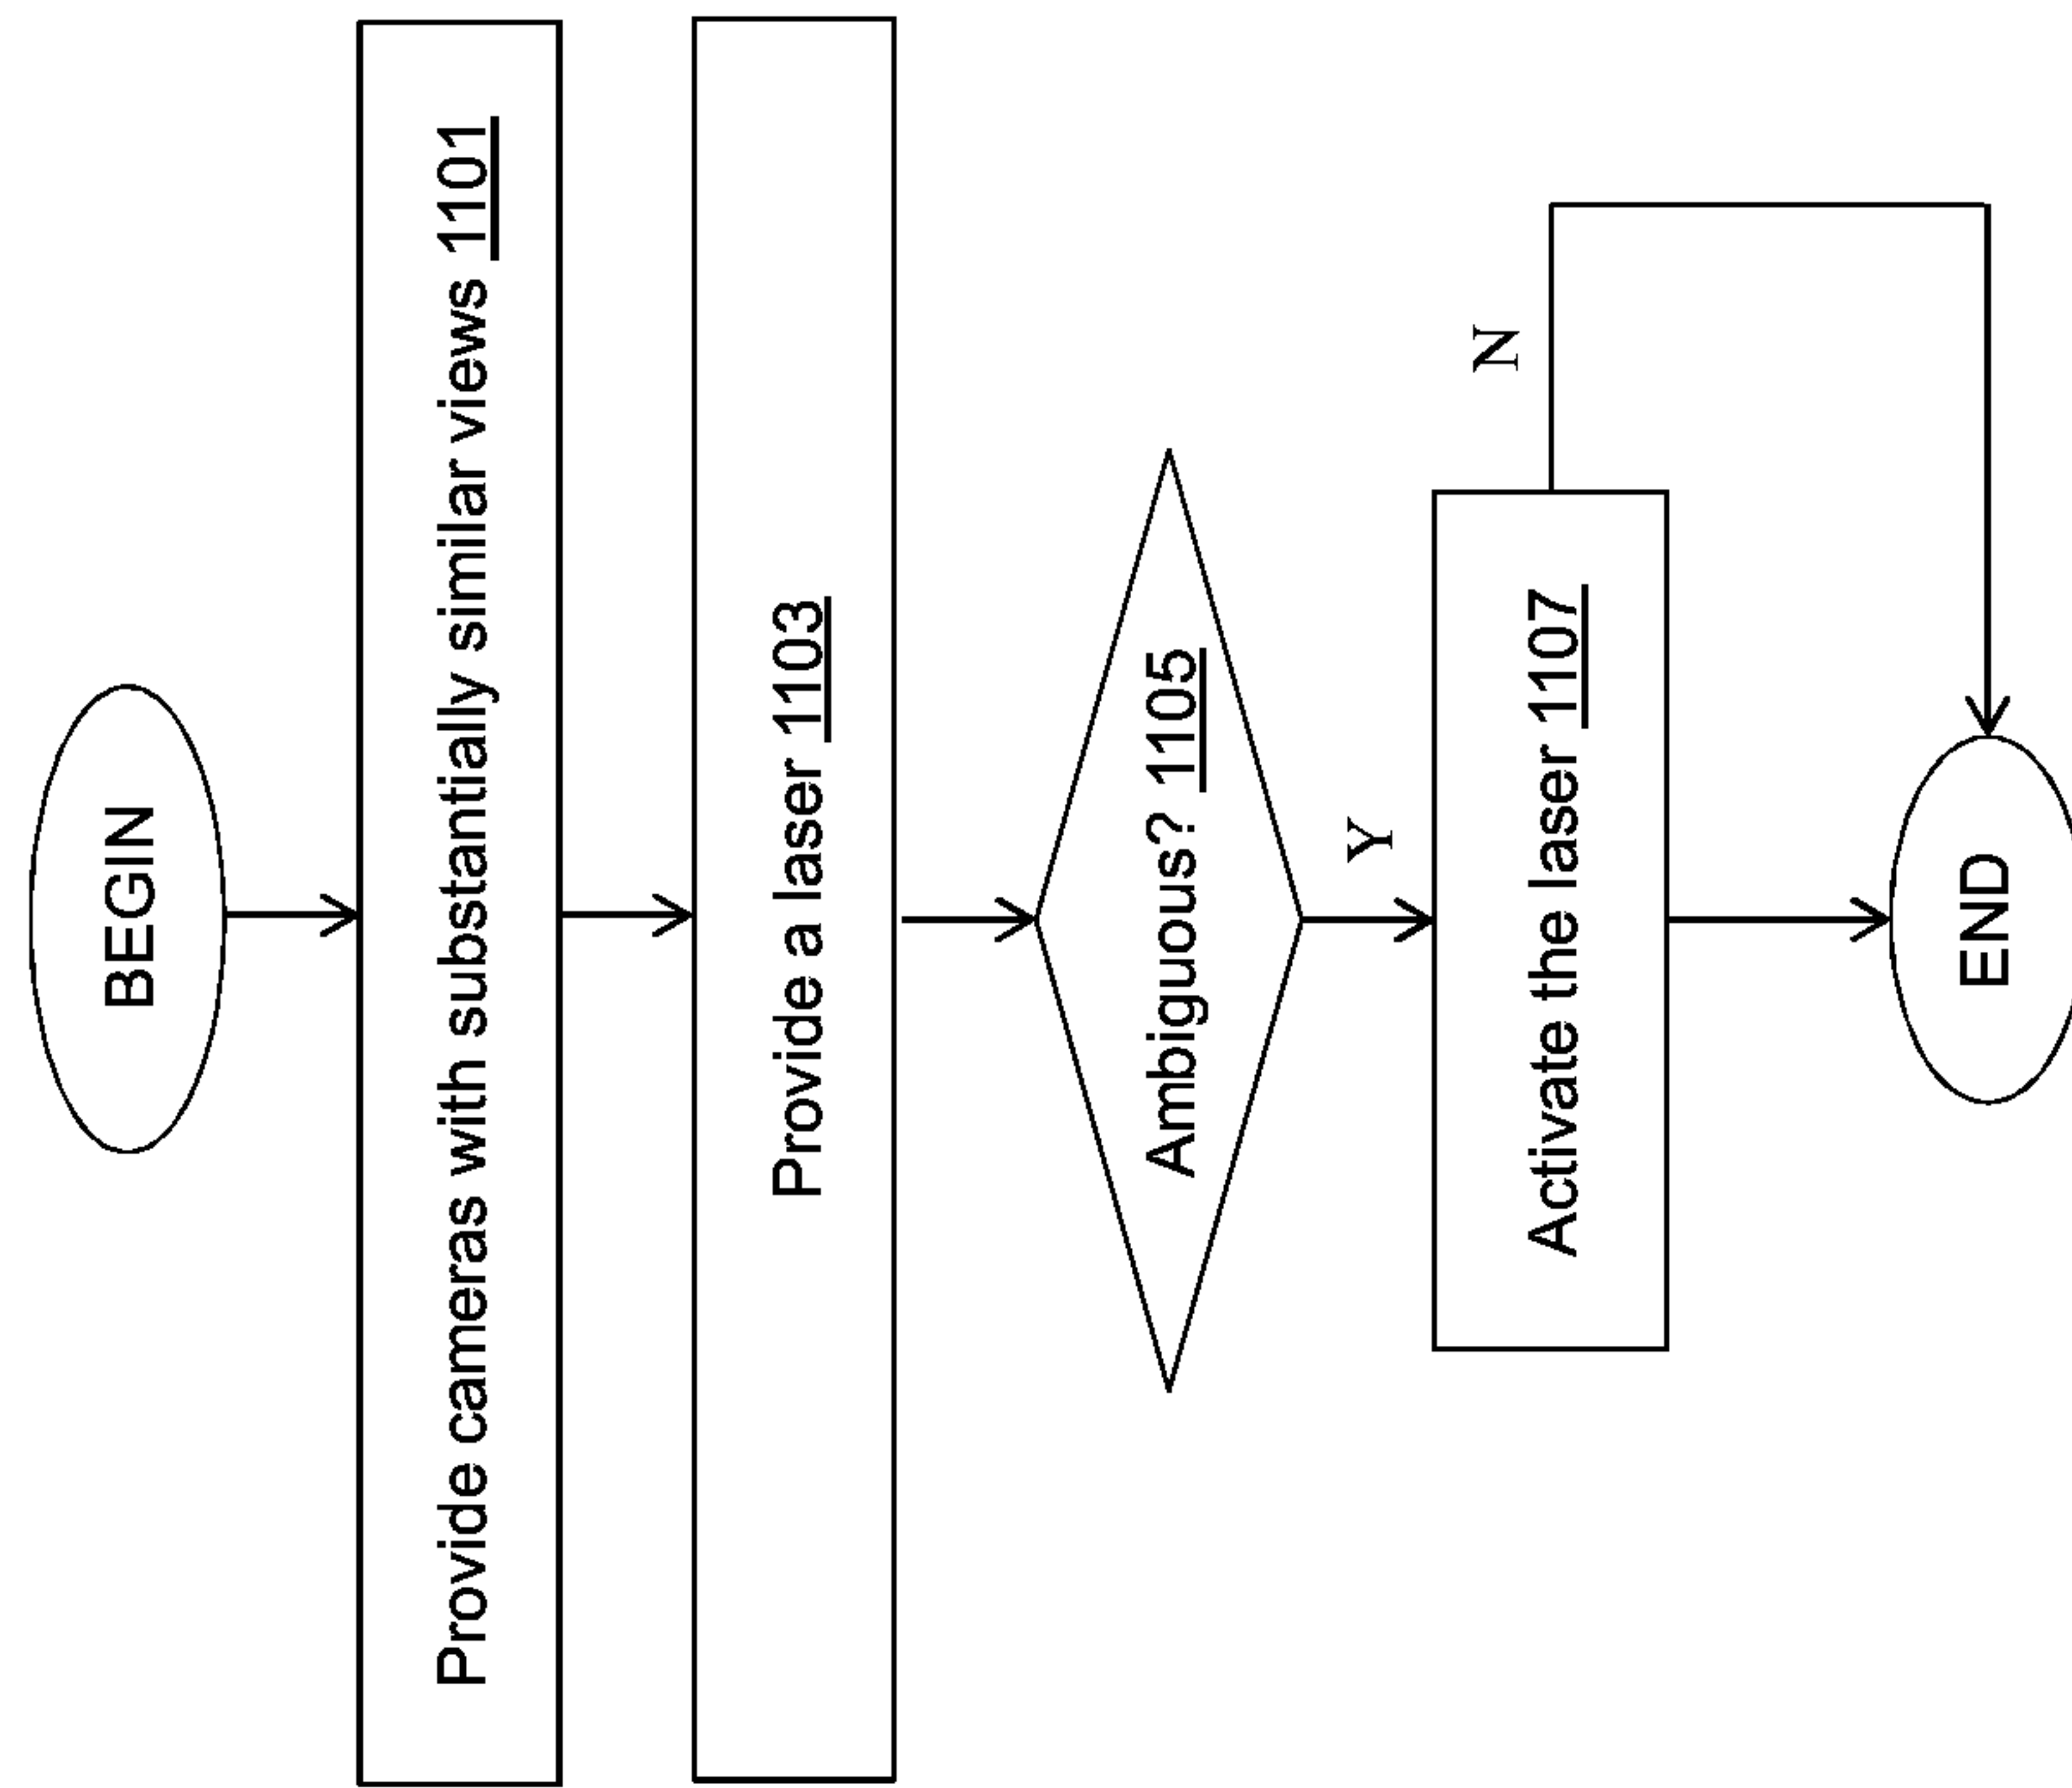 BEGIN
Provide cameras with substantially similar views 1101
Provide a laser 1103
Ambiguous? 1105
Y
N
Activate the laser 1107
END